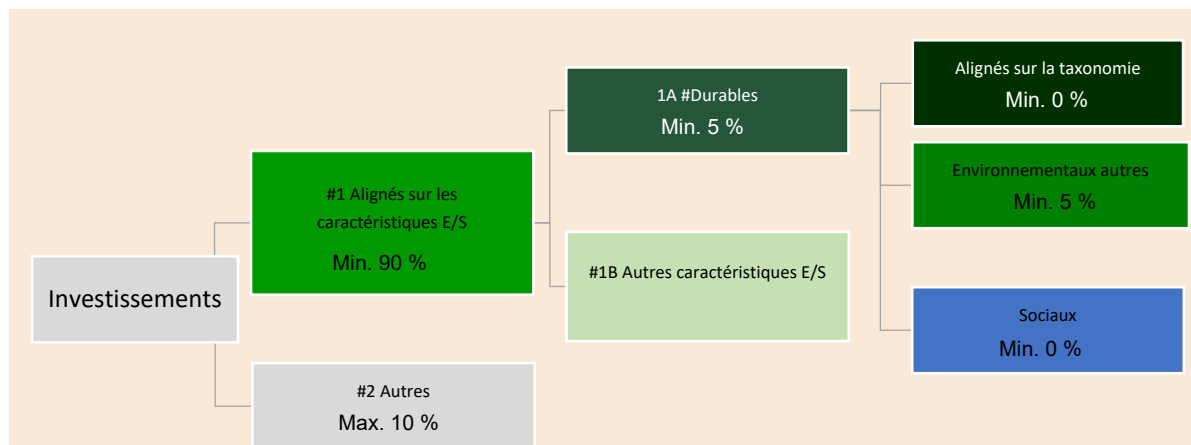 Investissements
#1 Alignés sur les
caractéristiques E/S
Min. 90 %
#2 Autres
Max. 10 %
1A #Durables
Min. 5 %
#1B Autres caractéristiques E/S
Alignés sur la taxonomie
Min. 0 %
Environnementaux autres
Min. 5 %
Sociaux
Min. 0 %